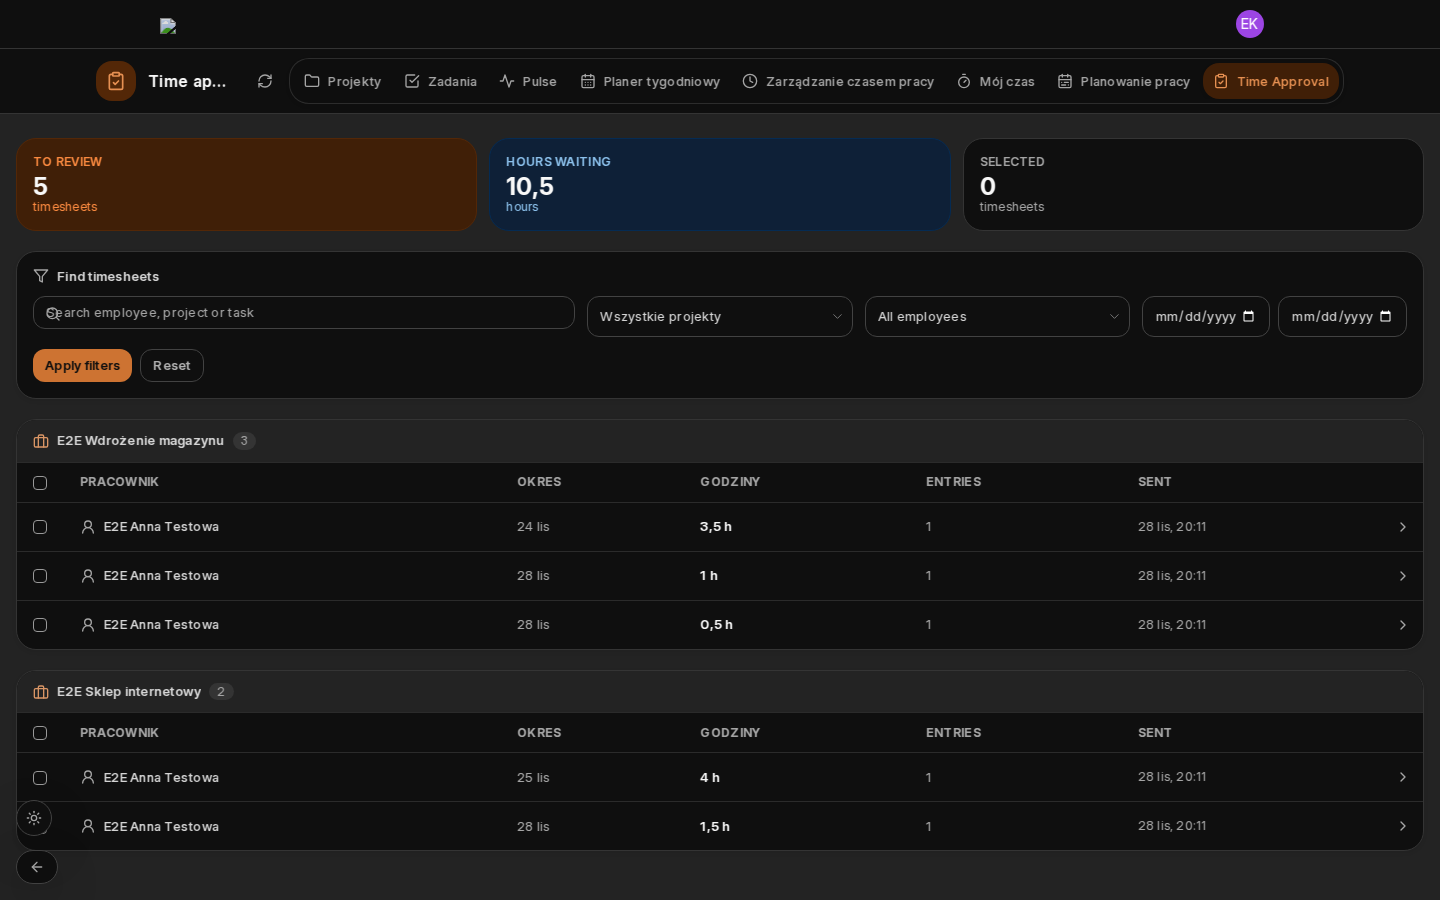 EK
Time ap...
Projekty
Zadania
Pulse
Planer tygodniowy
Zarządzanie czasem pracy
Mój czas
Planowanie pracy
Time Approval
TO REVIEW
5
timesheets
HOURS WAITING
10,5
hours
SELECTED
0
timesheets
Find timesheets
Search employee, project or task
Wszystkie projekty
All employees
mm/dd/yyyy
mm/dd/yyyy
Apply filters
Reset
E2E Wdrożenie magazynu 3
PRACOWNIK OKRES GODZINY ENTRIES SENT
E2E Anna Testowa 24 lis 3,5 h 1 28 lis, 20:11
E2E Anna Testowa 28 lis 1 h 1 28 lis, 20:11
E2E Anna Testowa 28 lis 0,5 h 1 28 lis, 20:11
E2E Sklep internetowy 2
PRACOWNIK OKRES GODZINY ENTRIES SENT
E2E Anna Testowa 25 lis 4 h 1 28 lis, 20:11
E2E Anna Testowa 28 lis 1,5 h 1 28 lis, 20:11